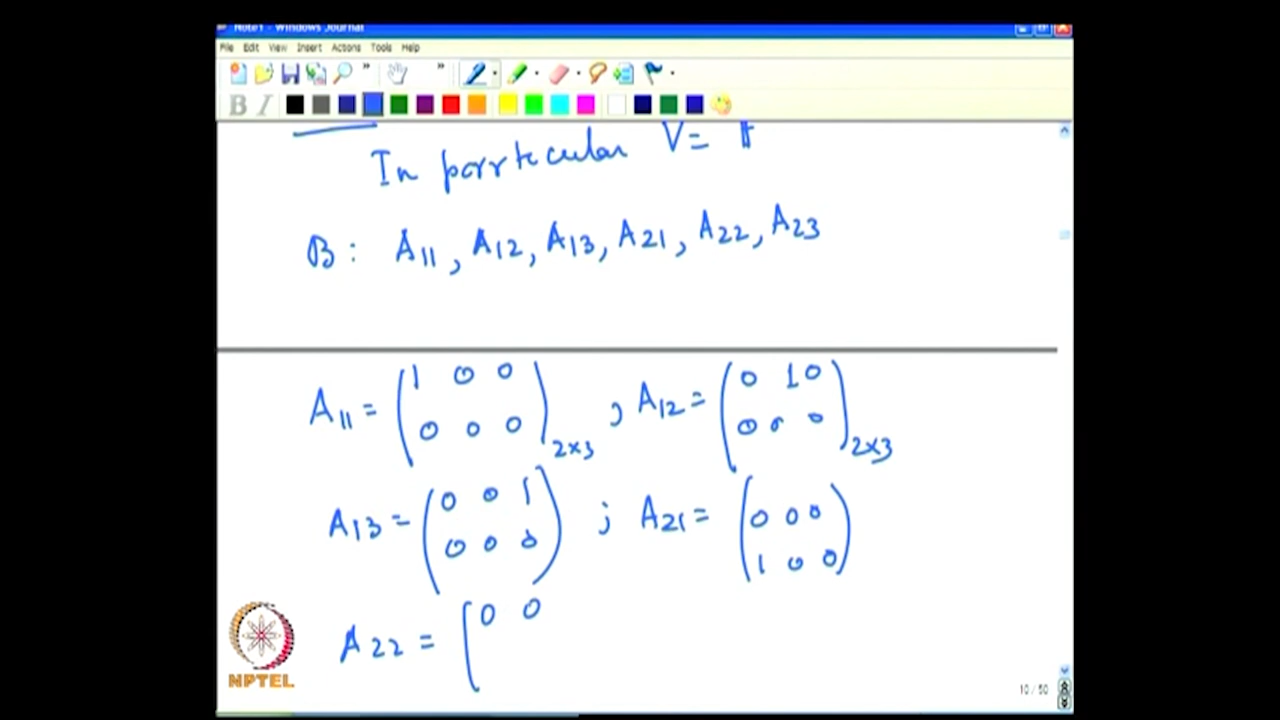 Note1 - Windows Journal
File Edit View Insert Actions Tools Help
B I
In particular V =
B : A11, A12, A13, A21, A22, A23
A11 = (1 0 0 ; A12 = (0 1 0
0 0 0)2×3 0 0 0)2×3
A13 = (0 0 1 ; A21 = (0 0 0
0 0 0) 1 0 0)
A22 = (0 0
NPTEL
10 / 50